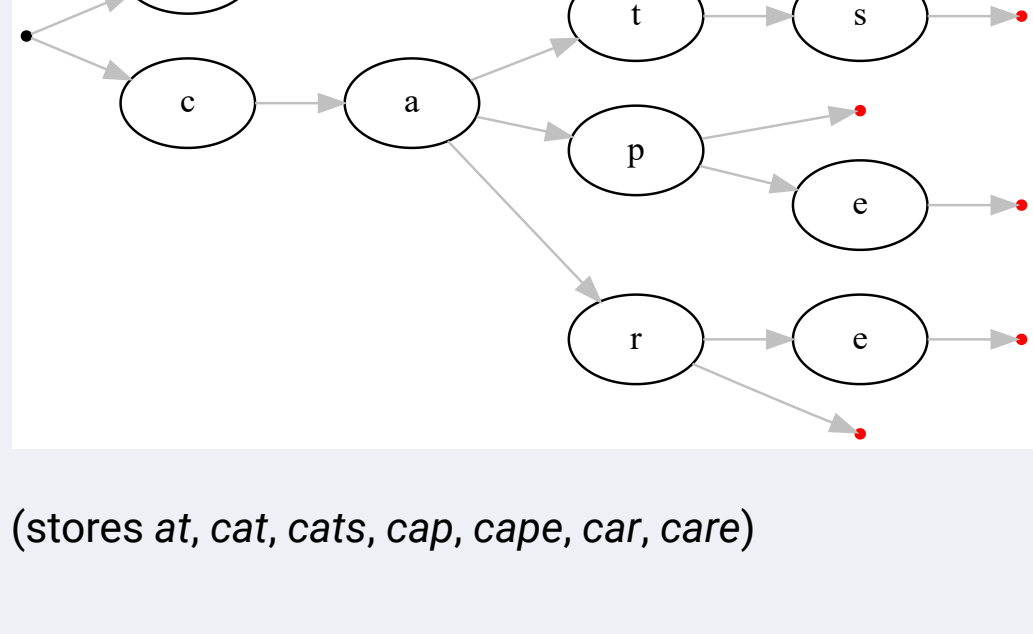 t s
c a
p
e
r e
(stores at, cat, cats, cap, cape, car, care)